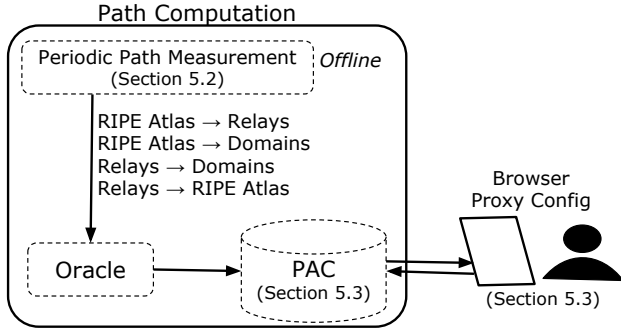 Path Computation
Periodic Path Measurement
(Section 5.2)
Offline
RIPE Atlas → Relays
RIPE Atlas → Domains
Relays → Domains
Relays → RIPE Atlas
Browser
Proxy Config
Oracle
PAC
(Section 5.3)
(Section 5.3)